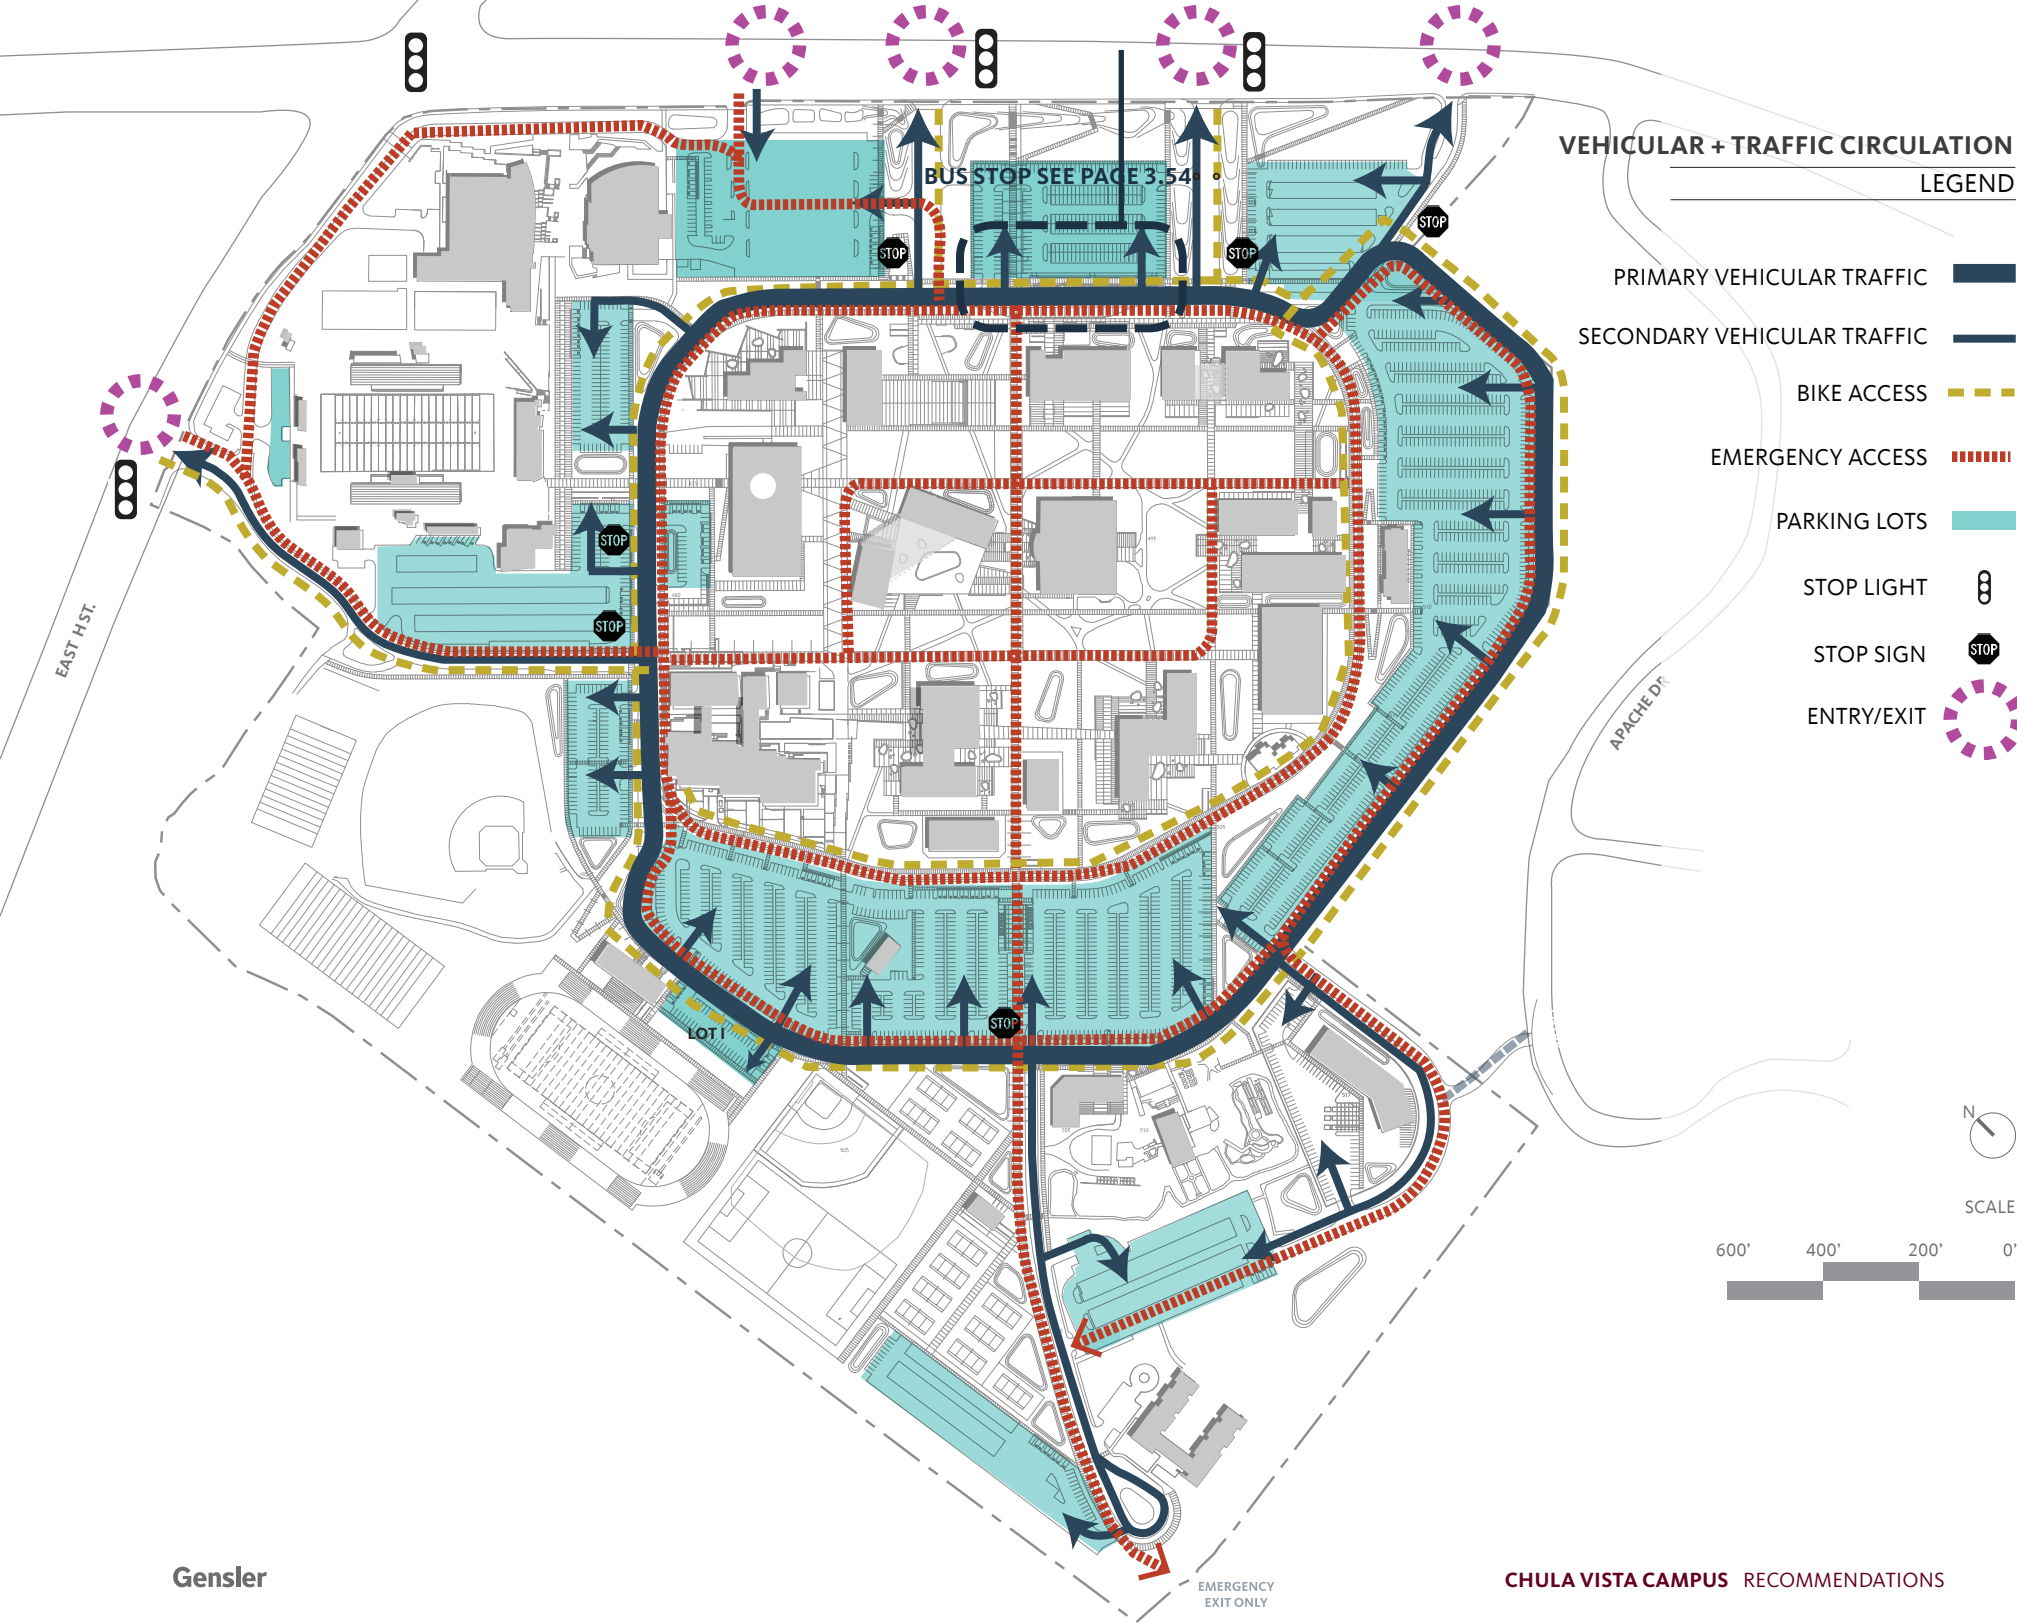 BUS STOP SEE PAGE 3.54
VEHICULAR + TRAFFIC CIRCULATION
LEGEND
PRIMARY VEHICULAR TRAFFIC
SECONDARY VEHICULAR TRAFFIC
BIKE ACCESS
EMERGENCY ACCESS
PARKING LOTS
STOP LIGHT
STOP SIGN
STOP
ENTRY/EXIT
STOP
STOP
STOP
STOP
STOP
STOP
EAST H ST.
APACHE DR
LOT I
N
SCALE
600' 400' 200' 0'
EMERGENCY
EXIT ONLY
Gensler
CHULA VISTA CAMPUS RECOMMENDATIONS